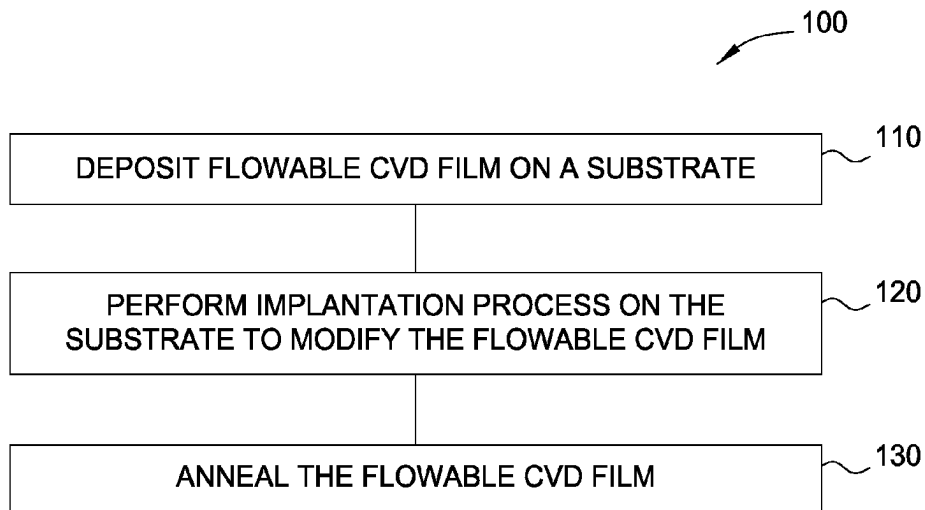 100
DEPOSIT FLOWABLE CVD FILM ON A SUBSTRATE
110
PERFORM IMPLANTATION PROCESS ON THE
SUBSTRATE TO MODIFY THE FLOWABLE CVD FILM
120
ANNEAL THE FLOWABLE CVD FILM
130